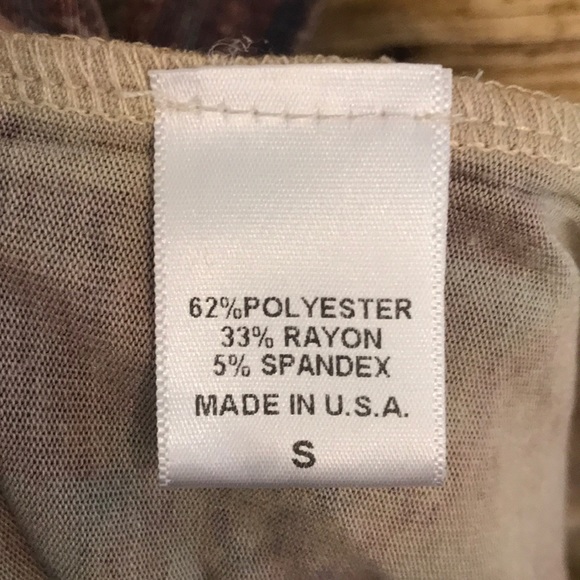 62%POLYESTER
33% RAYON
5% SPANDEX
MADE IN U.S.A.
S